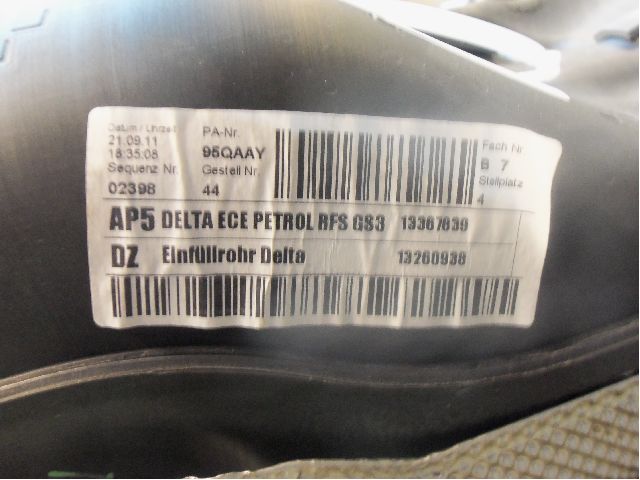 Datum / Uhrzeit PA-Nr. Fach Nr
21.09.11 95QAAY B 7
18:35:08
Sequenz Nr. Gestell Nr. Stellplatz
02398 44 4
AP5 DELTA ECE PETROL RFS GS3 13367639
DZ Einfüllrohr Delta 13260938